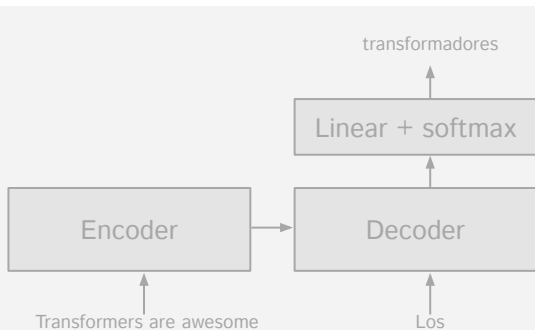 transformadores
Linear + softmax
Encoder
Decoder
Transformers are awesome
Los